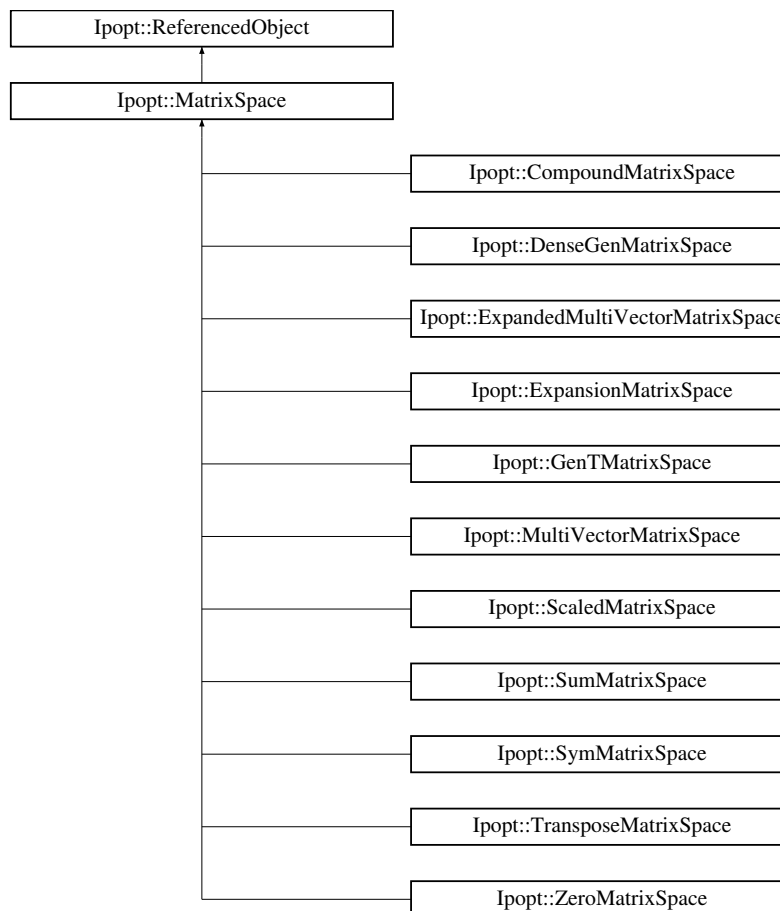 Ipopt::ReferencedObject
Ipopt::MatrixSpace
Ipopt::CompoundMatrixSpace
Ipopt::DenseGenMatrixSpace
Ipopt::ExpandedMultiVectorMatrixSpace
Ipopt::ExpansionMatrixSpace
Ipopt::GenTMatrixSpace
Ipopt::MultiVectorMatrixSpace
Ipopt::ScaledMatrixSpace
Ipopt::SumMatrixSpace
Ipopt::SymMatrixSpace
Ipopt::TransposeMatrixSpace
Ipopt::ZeroMatrixSpace